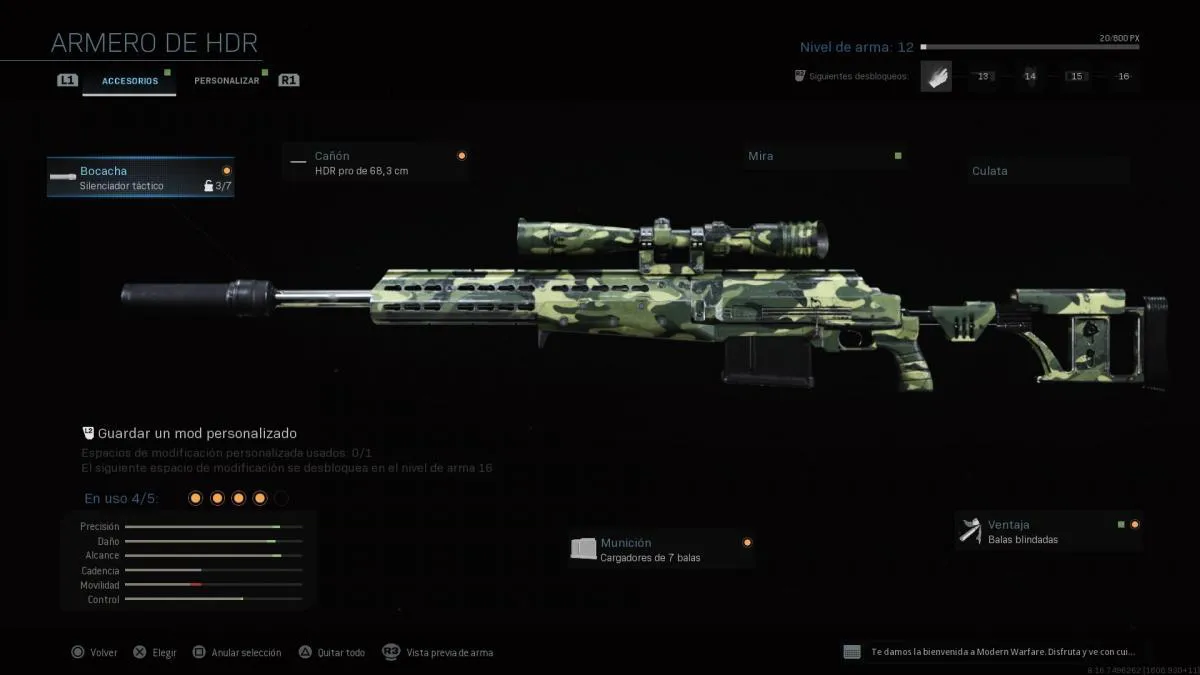 ARMERO DE HDR
L1 ACCESORIOS PERSONALIZAR R1
20/800 PX
Nivel de arma: 12
Siguientes desbloqueos: 13 14 15 16
Bocacha
Silenciador táctico 3/7
Cañón
HDR pro de 68,3 cm
Mira
Culata
L2 Guardar un mod personalizado
Espacios de modificación personalizada usados: 0/1
El siguiente espacio de modificación se desbloquea en el nivel de arma 16
En uso 4/5:
Precisión
Daño
Alcance
Cadencia
Movilidad
Control
Munición
Cargadores de 7 balas
Ventaja
Balas blindadas
Volver Elegir Anular selección Quitar todo R3 Vista previa de arma
Te damos la bienvenida a Modern Warfare. Disfruta y ve con cui...